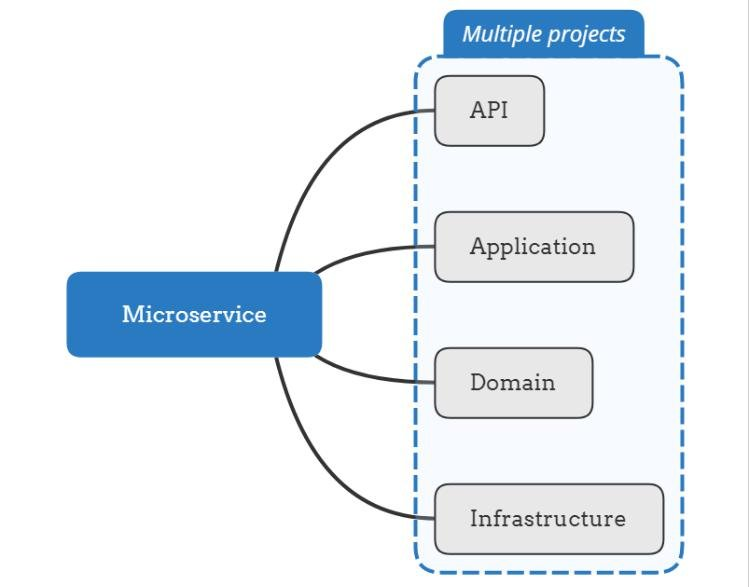 Multiple projects
API
Application
Microservice
Domain
Infrastructure